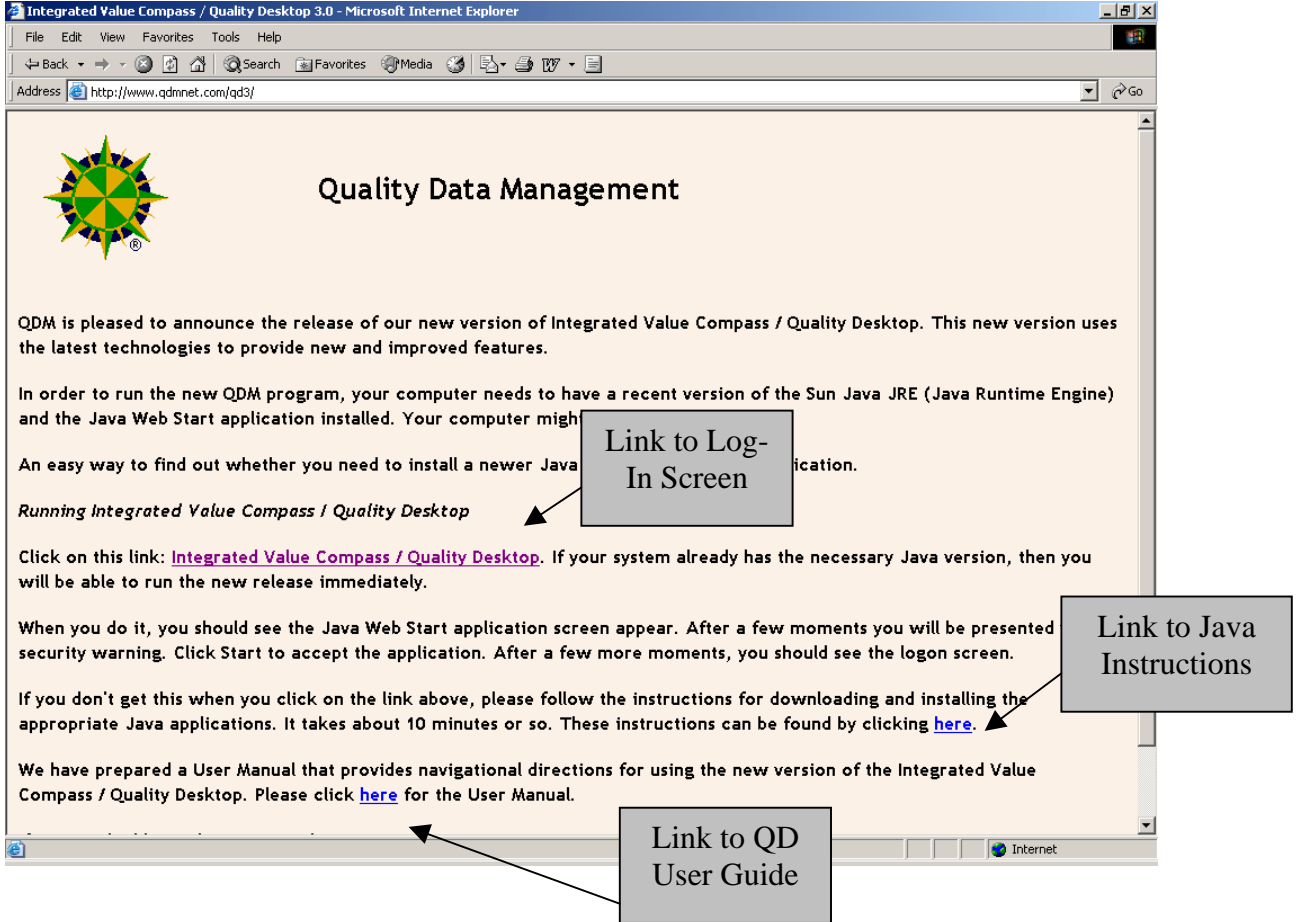 Integrated Value Compass / Quality Desktop 3.0 - Microsoft Internet Explorer
File Edit View Favorites Tools Help
Back Search Favorites Media
Address http://www.qdmnet.com/qd3/ Go
®
Quality Data Management
QDM is pleased to announce the release of our new version of Integrated Value Compass / Quality Desktop. This new version uses
the latest technologies to provide new and improved features.
In order to run the new QDM program, your computer needs to have a recent version of the Sun Java JRE (Java Runtime Engine)
and the Java Web Start application installed. Your computer migh
An easy way to find out whether you need to install a newer Java ication.
Link to Log-
In Screen
Running Integrated Value Compass / Quality Desktop
Click on this link: Integrated Value Compass / Quality Desktop. If your system already has the necessary Java version, then you
will be able to run the new release immediately.
When you do it, you should see the Java Web Start application screen appear. After a few moments you will be presented
security warning. Click Start to accept the application. After a few more moments, you should see the logon screen.
Link to Java
Instructions
If you don't get this when you click on the link above, please follow the instructions for downloading and installing the
appropriate Java applications. It takes about 10 minutes or so. These instructions can be found by clicking here.
We have prepared a User Manual that provides navigational directions for using the new version of the Integrated Value
Compass / Quality Desktop. Please click here for the User Manual.
Link to QD
User Guide
Internet